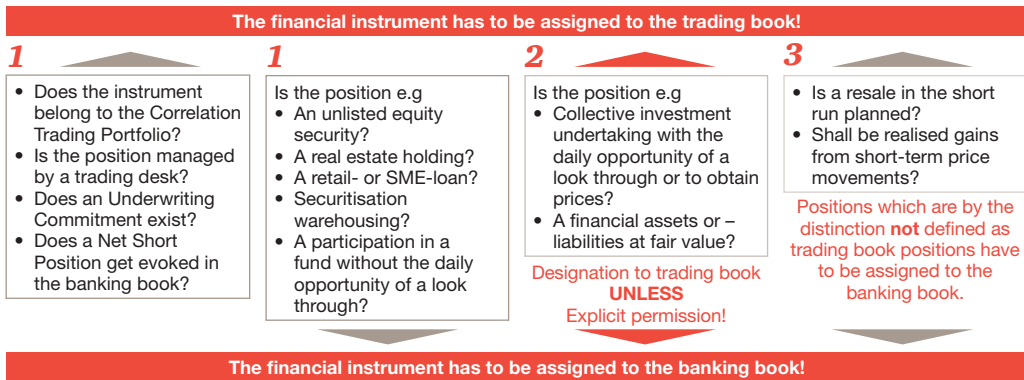 The financial instrument has to be assigned to the trading book!
1
• Does the instrument
belong to the Correlation
Trading Portfolio?
• Is the position managed
by a trading desk?
• Does an Underwriting
Commitment exist?
• Does a Net Short
Position get evoked in
the banking book?
1
Is the position e.g
• An unlisted equity
security?
• A real estate holding?
• A retail- or SME-loan?
• Securitisation
warehousing?
• A participation in a
fund without the daily
opportunity of a look
through?
2
Is the position e.g
• Collective investment
undertaking with the
daily opportunity of a
look through or to obtain
prices?
• A financial assets or –
liabilities at fair value?
Designation to trading book
UNLESS
Explicit permission!
3
• Is a resale in the short
run planned?
• Shall be realised gains
from short-term price
movements?
Positions which are by the
distinction not defined as
trading book positions have
to be assigned to the
banking book.
The financial instrument has to be assigned to the banking book!